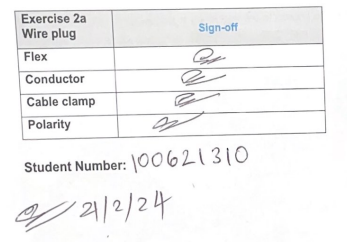 Exercise 2a
Wire plug
Sign-off
Flex
Conductor
Cable clamp
Polarity
Student Number: 100621310
21/2/24